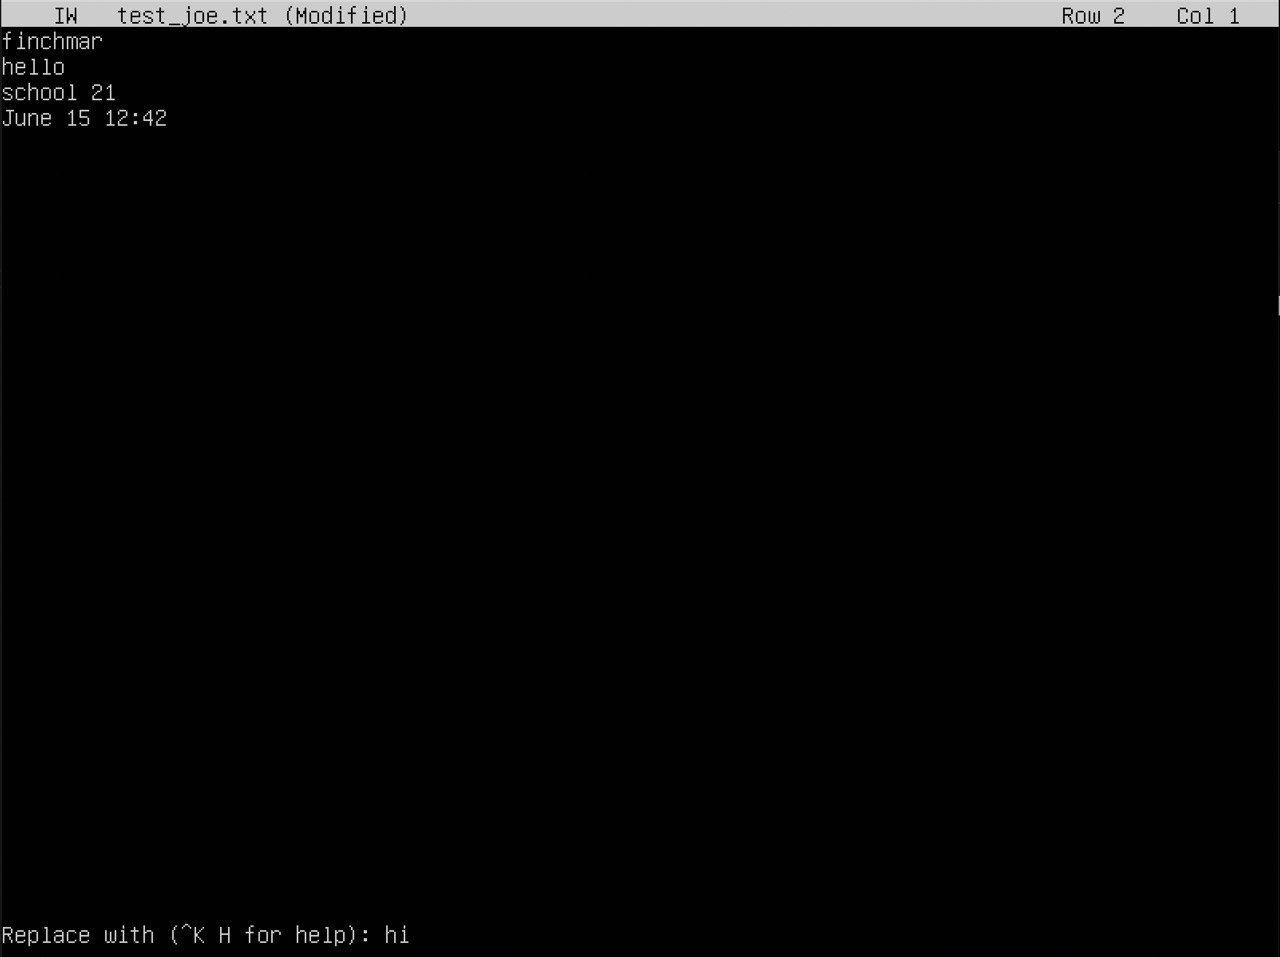 IW test_joe.txt (Modified) Row 2 Col 1
finchmar
hello
school 21
June 15 12:42
Replace with (^K H for help): hi